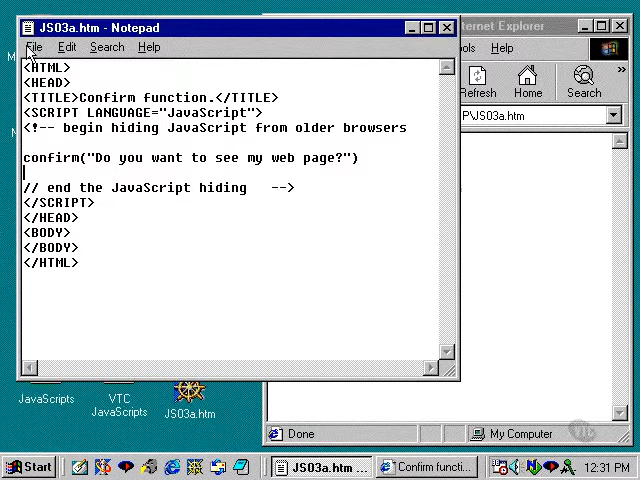 JS03a.htm - Notepad
File Edit Search Help
<HTML>
<HEAD>
<TITLE>Confirm function.</TITLE>
<SCRIPT LANGUAGE="JavaScript">
<!-- begin hiding JavaScript from older browsers
confirm("Do you want to see my web page?")
// end the JavaScript hiding   -->
</SCRIPT>
</HEAD>
<BODY>
</BODY>
</HTML>
ternet Explorer
ols Help
Refresh Home Search »
P\JS03a.htm
Done My Computer
JavaScripts
VTC
JavaScripts
JS03a.htm
Start JS03a.htm ... Confirm functi... 12:31 PM